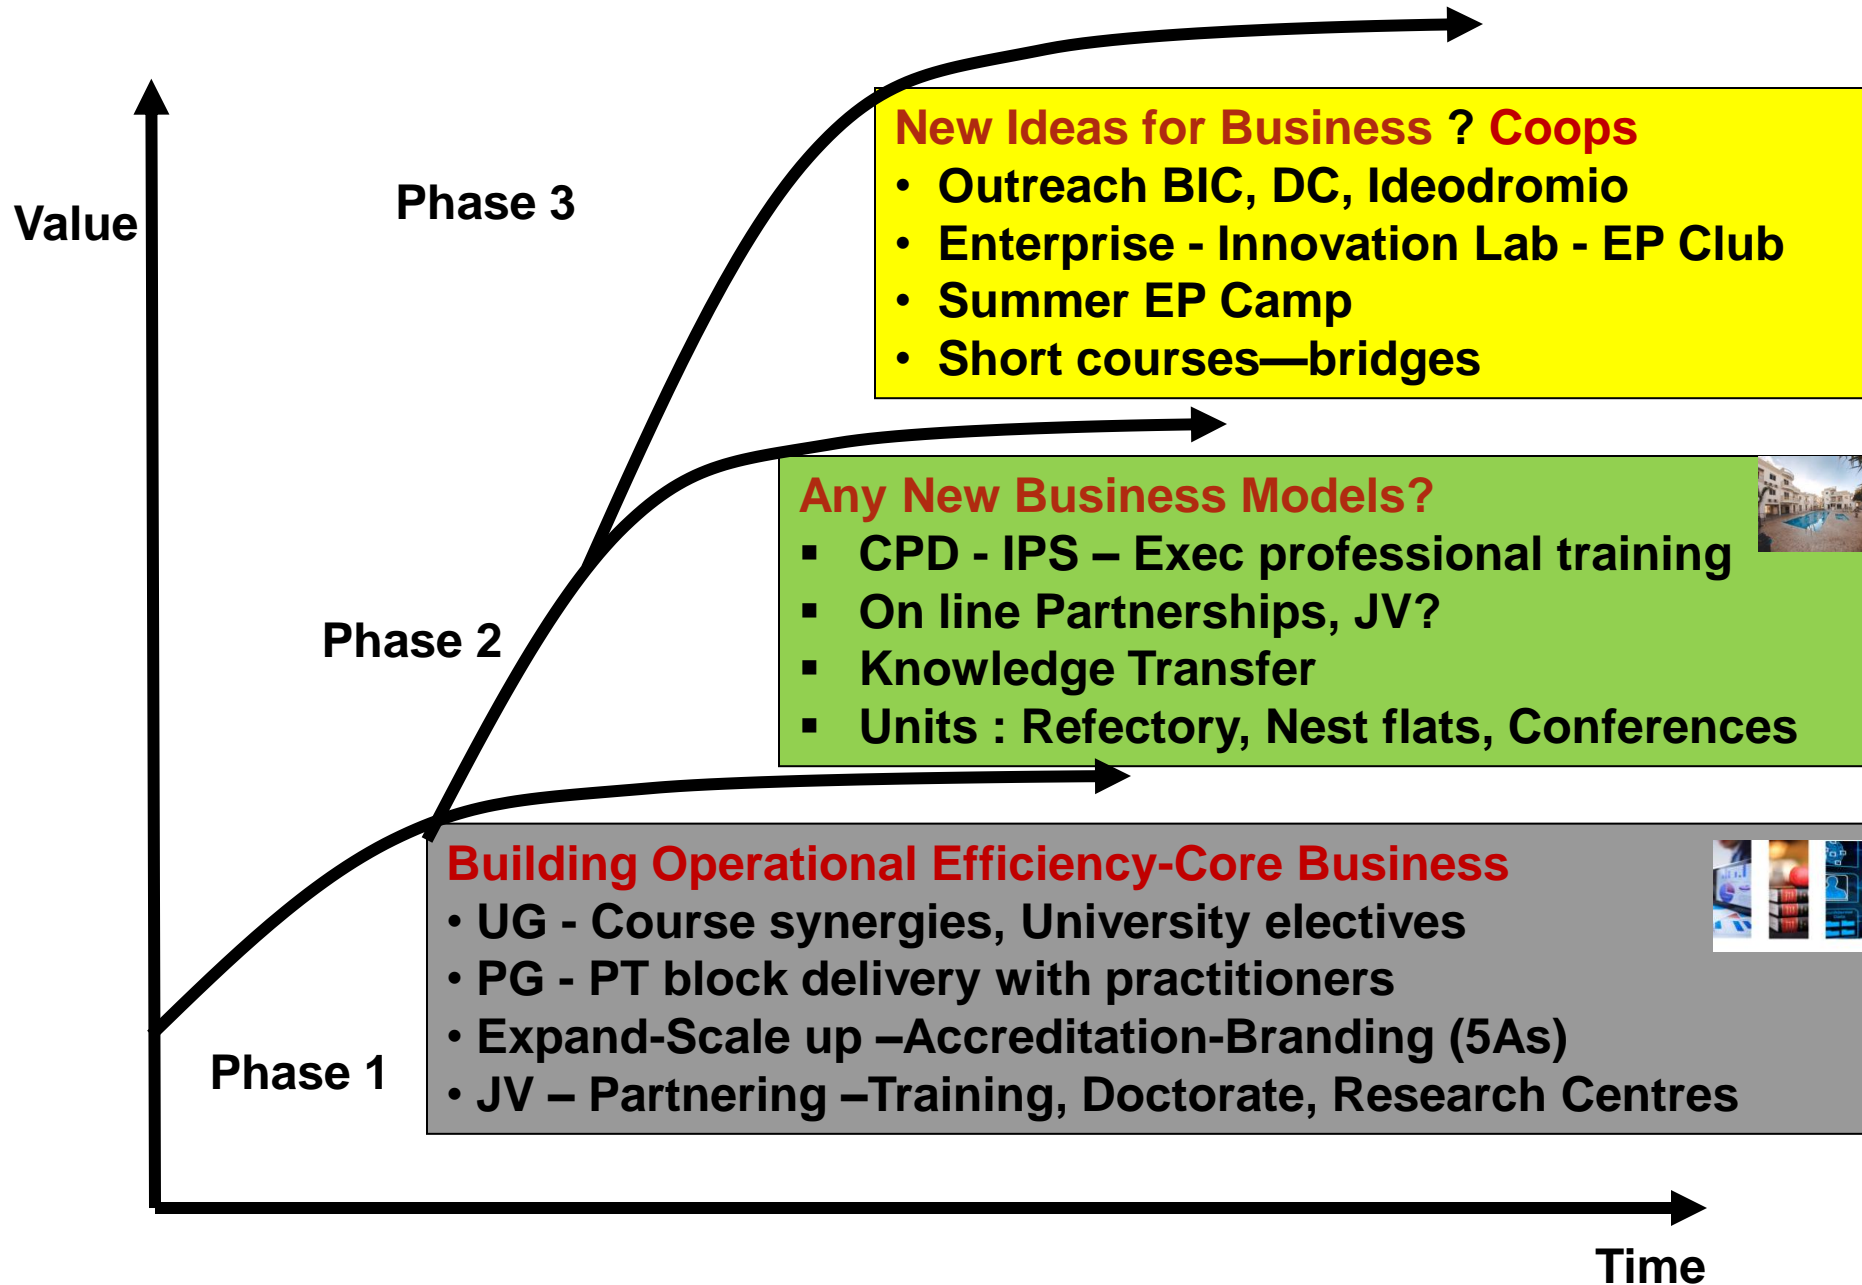 Value
Phase 3
New Ideas for Business ? Coops
• Outreach BIC, DC, Ideodromio
• Enterprise - Innovation Lab - EP Club
• Summer EP Camp
• Short courses—bridges
Phase 2
Any New Business Models?
▪ CPD - IPS – Exec professional training
▪ On line Partnerships, JV?
▪ Knowledge Transfer
▪ Units : Refectory, Nest flats, Conferences
Phase 1
Building Operational Efficiency-Core Business
• UG - Course synergies, University electives
• PG - PT block delivery with practitioners
• Expand-Scale up –Accreditation-Branding (5As)
• JV – Partnering –Training, Doctorate, Research Centres
Time